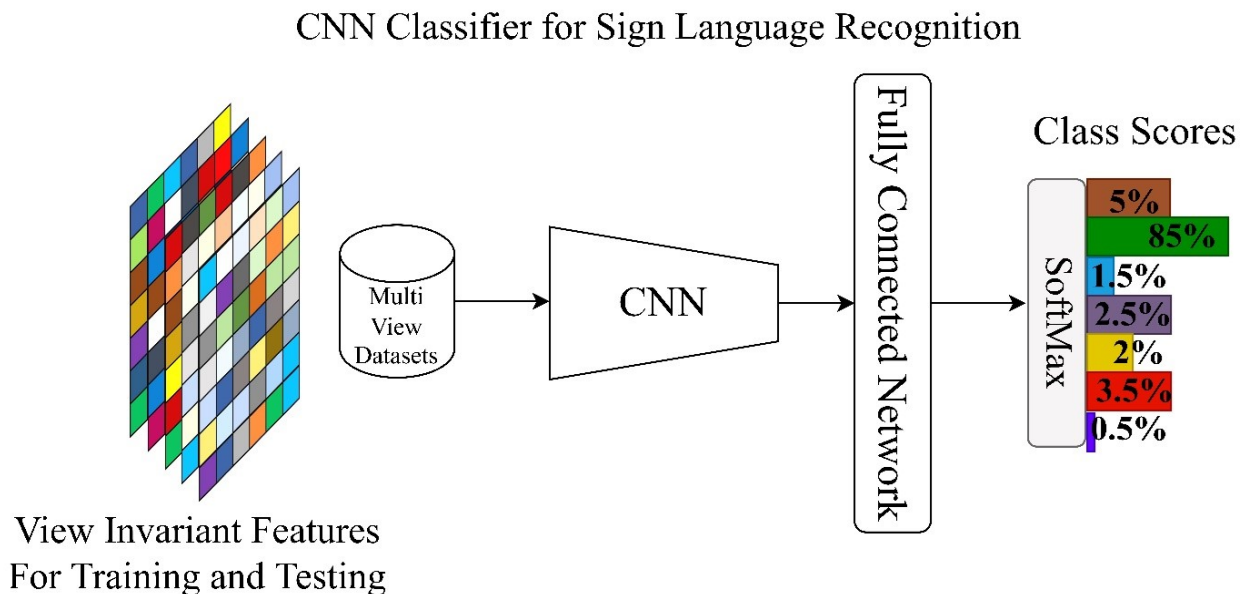 CNN Classifier for Sign Language Recognition
View Invariant Features
For Training and Testing
Multi
View
Datasets
CNN
Fully Connected Network
SoftMax
Class Scores
5%
85%
1.5%
2.5%
2%
3.5%
0.5%